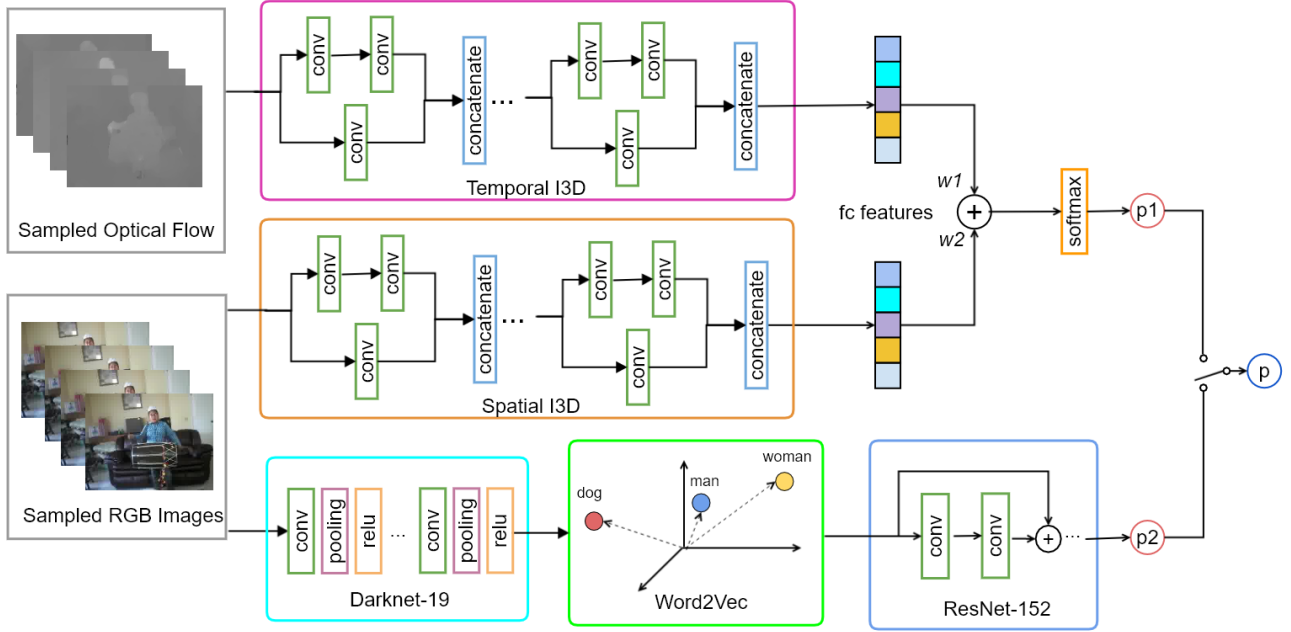 Sampled Optical Flow
conv
conv
conv
concatenate
...
conv
conv
conv
concatenate
Temporal I3D
w1
fc features
w2
+
softmax
p1
conv
conv
conv
concatenate
...
conv
conv
conv
concatenate
Spatial I3D
p
Sampled RGB Images
conv
pooling
relu
...
conv
pooling
relu
Darknet-19
dog
man
woman
Word2Vec
conv
conv
+
...
ResNet-152
p2